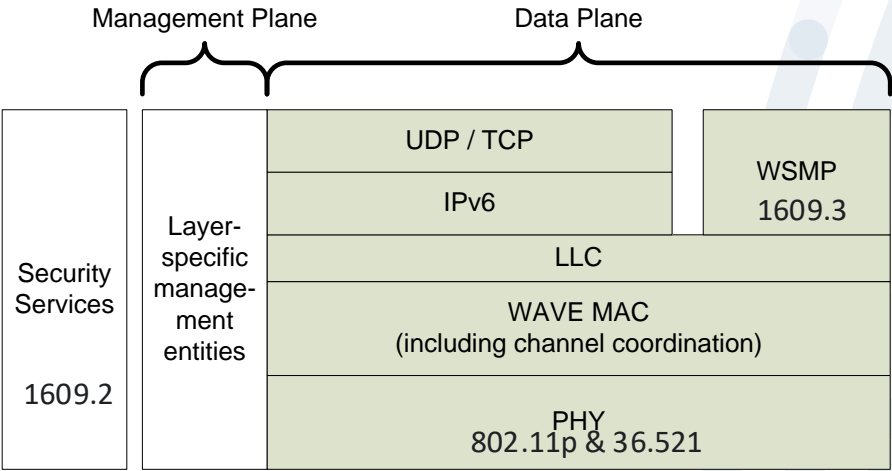 Management Plane
Data Plane
Security
Services
1609.2
Layer-
specific
manage-
ment
entities
UDP / TCP
IPv6
WSMP
1609.3
LLC
WAVE MAC
(including channel coordination)
PHY
802.11p & 36.521